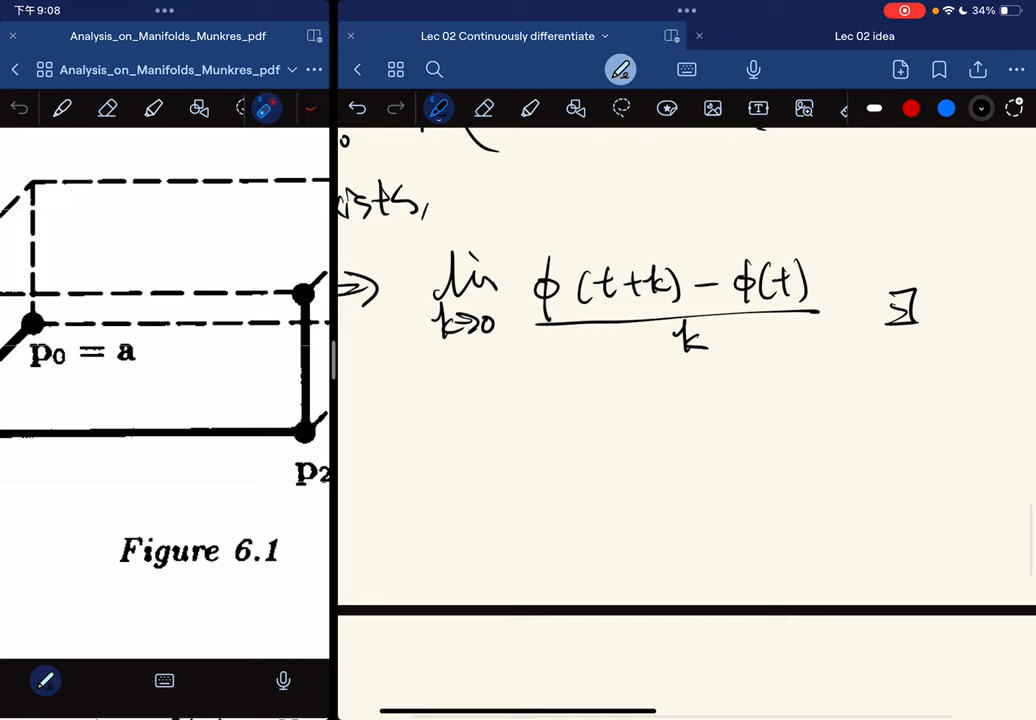 下午9:08
34%
Analysis_on_Manifolds_Munkres_pdf
Lec 02 Continuously differentiate
Lec 02 idea
Analysis_on_Manifolds_Munkres_pdf
p₀ = a
p₂
Figure 6.1
ists,
⇒ lim ϕ(t+k) - ϕ(t) ∃
k→0 k